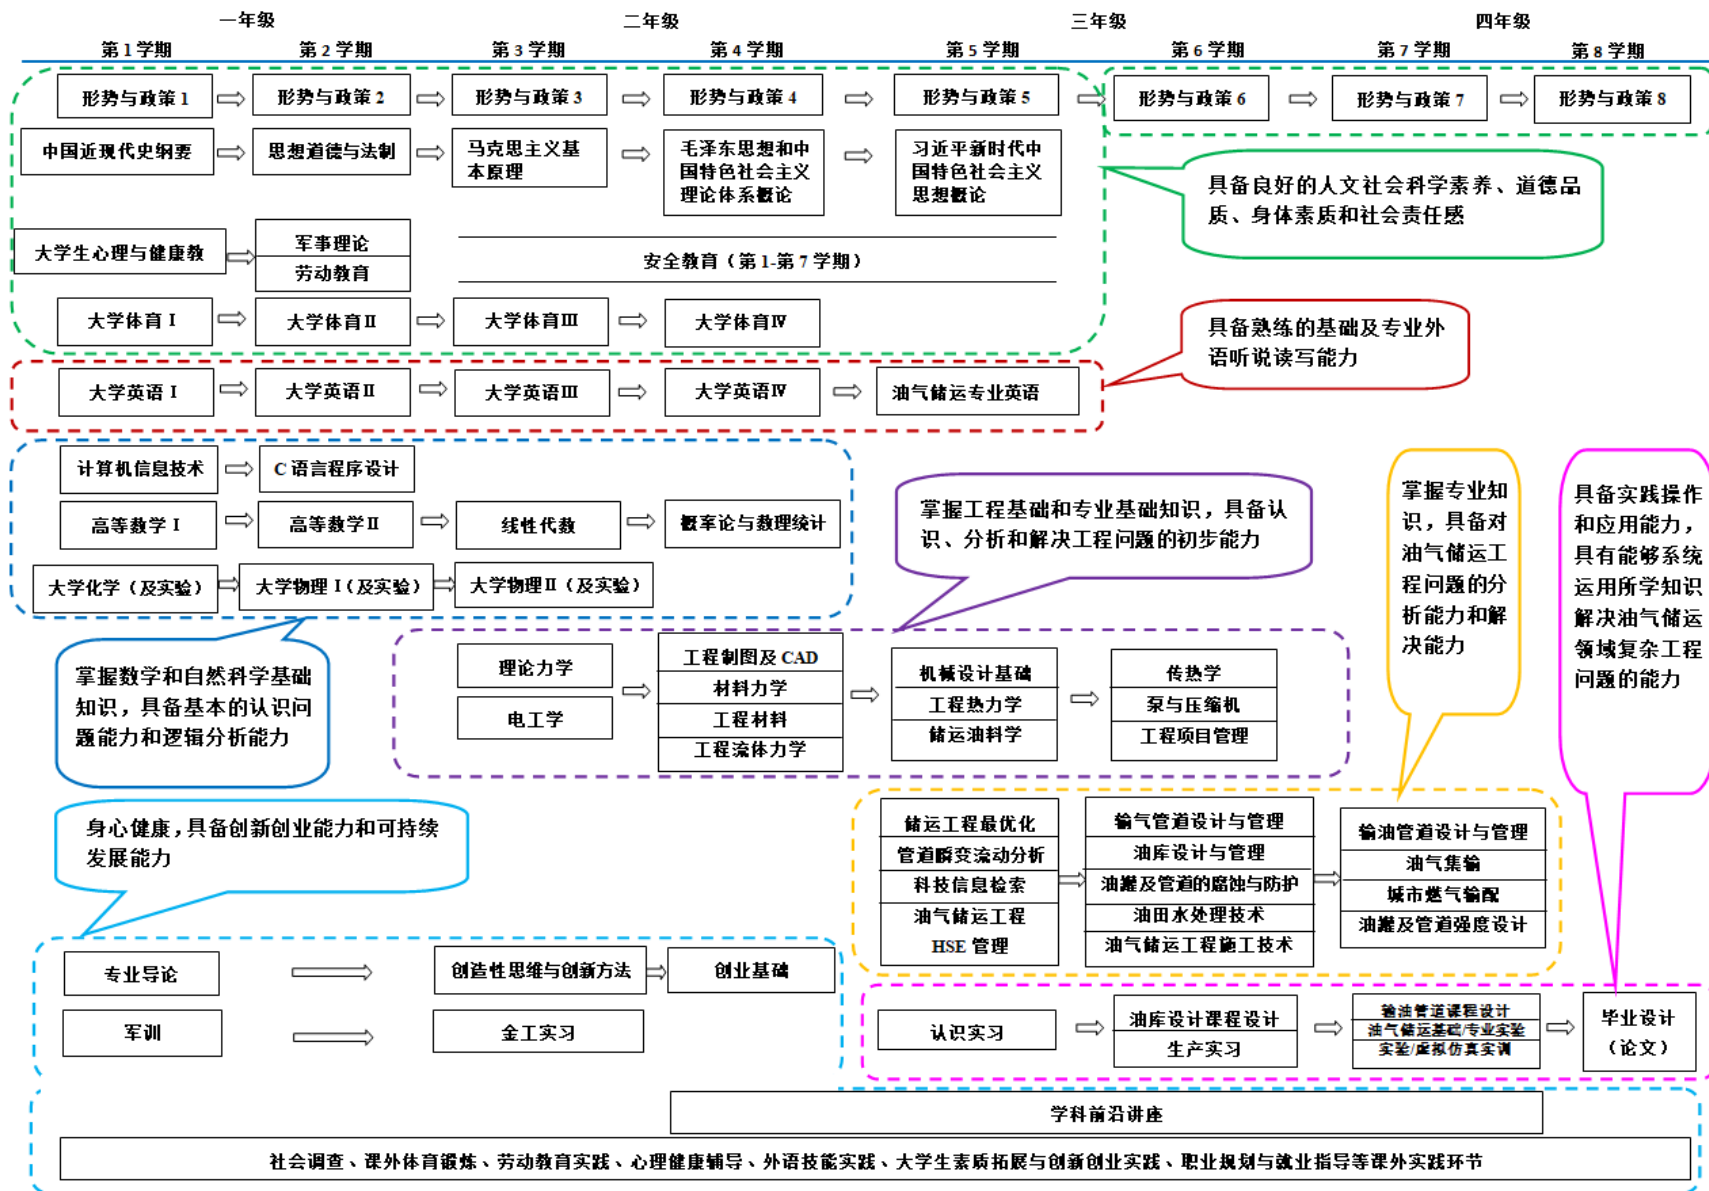 一年级
二年级
三年级
四年级
第 1 学期
第 2 学期
第 3 学期
第 4 学期
第 5 学期
第 6 学期
第 7 学期
第 8 学期
形势与政策 1
形势与政策 2
形势与政策 3
形势与政策 4
形势与政策 5
形势与政策 6
形势与政策 7
形势与政策 8
中国近现代史纲要
思想道德与法制
马克思主义基
本原理
毛泽东思想和中
国特色社会主义
理论体系概论
习近平新时代中
国特色社会主义
思想概论
具备良好的人文社会科学素养、道德品
质、身体素质和社会责任感
大学生心理与健康教
军事理论
劳动教育
安全教育（第 1-第 7 学期）
大学体育Ⅰ
大学体育Ⅱ
大学体育Ⅲ
大学体育Ⅳ
具备熟练的基础及专业外
语听说读写能力
大学英语Ⅰ
大学英语Ⅱ
大学英语Ⅲ
大学英语Ⅳ
油气储运专业英语
计算机信息技术
C 语言程序设计
高等数学Ⅰ
高等数学Ⅱ
线性代数
概率论与数理统计
大学化学（及实验）
大学物理Ⅰ（及实验）
大学物理Ⅱ（及实验）
掌握工程基础和专业基础知识，具备认
识、分析和解决工程问题的初步能力
掌握专业知
识，具备对
油气储运工
程问题的分
析能力和解
决能力
具备实践操作
和应用能力，
具有能够系统
运用所学知识
解决油气储运
领域复杂工程
问题的能力
掌握数学和自然科学基础
知识，具备基本的认识问
题能力和逻辑分析能力
理论力学
电工学
工程制图及 CAD
材料力学
工程材料
工程流体力学
机械设计基础
工程热力学
储运油料学
传热学
泵与压缩机
工程项目管理
身心健康，具备创新创业能力和可持续
发展能力
储运工程最优化
管道瞬变流动分析
科技信息检索
油气储运工程
HSE 管理
输气管道设计与管理
油库设计与管理
油罐及管道的腐蚀与防护
油田水处理技术
油气储运工程施工技术
输油管道设计与管理
油气集输
城市燃气输配
油罐及管道强度设计
专业导论
创造性思维与创新方法
创业基础
军训
金工实习
认识实习
油库设计课程设计
生产实习
输油管道课程设计
油气储运基础/专业实验
实验/虚拟仿真实训
毕业设计
（论文）
学科前沿讲座
社会调查、课外体育锻炼、劳动教育实践、心理健康辅导、外语技能实践、大学生素质拓展与创新创业实践、职业规划与就业指导等课外实践环节